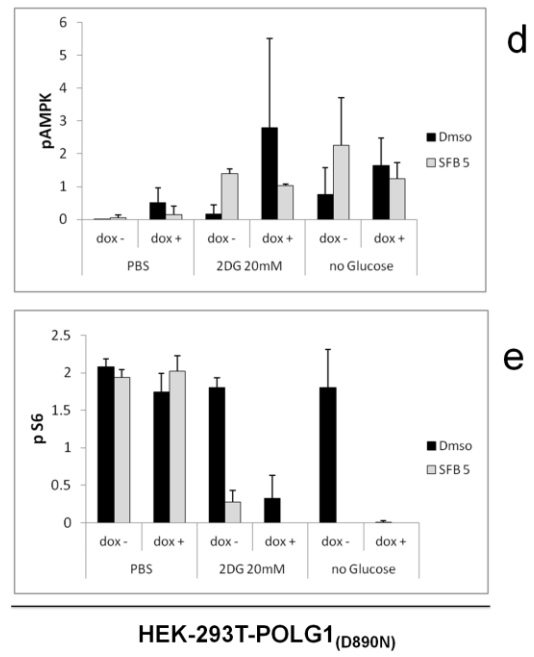 d
6
5
4
3
2
1
0
pAMPK
Dmso
SFB 5
dox - dox + dox - dox + dox - dox +
PBS 2DG 20mM no Glucose
e
2.5
2
1.5
1
0.5
0
p S6
Dmso
SFB 5
dox - dox + dox - dox + dox - dox +
PBS 2DG 20mM no Glucose
HEK-293T-POLG1(D890N)